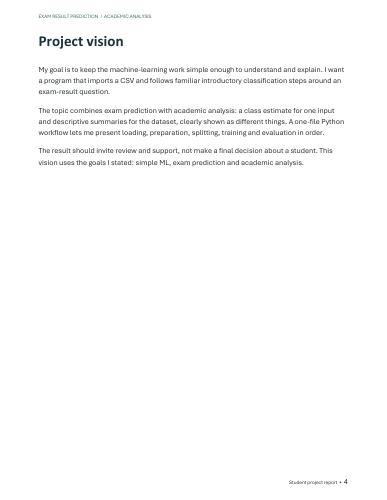 EXAM RESULT PREDICTION | ACADEMIC ANALYSIS
Project vision
My goal is to keep the machine-learning work simple enough to understand and explain. I want
a program that imports a CSV and follows familiar introductory classification steps around an
exam-result question.
The topic combines exam prediction with academic analysis: a class estimate for one input
and descriptive summaries for the dataset, clearly shown as different things. A one-file Python
workflow lets me present loading, preparation, splitting, training and evaluation in order.
The result should invite review and support, not make a final decision about a student. This
vision uses the goals I stated: simple ML, exam prediction and academic analysis.
Student project report • 4